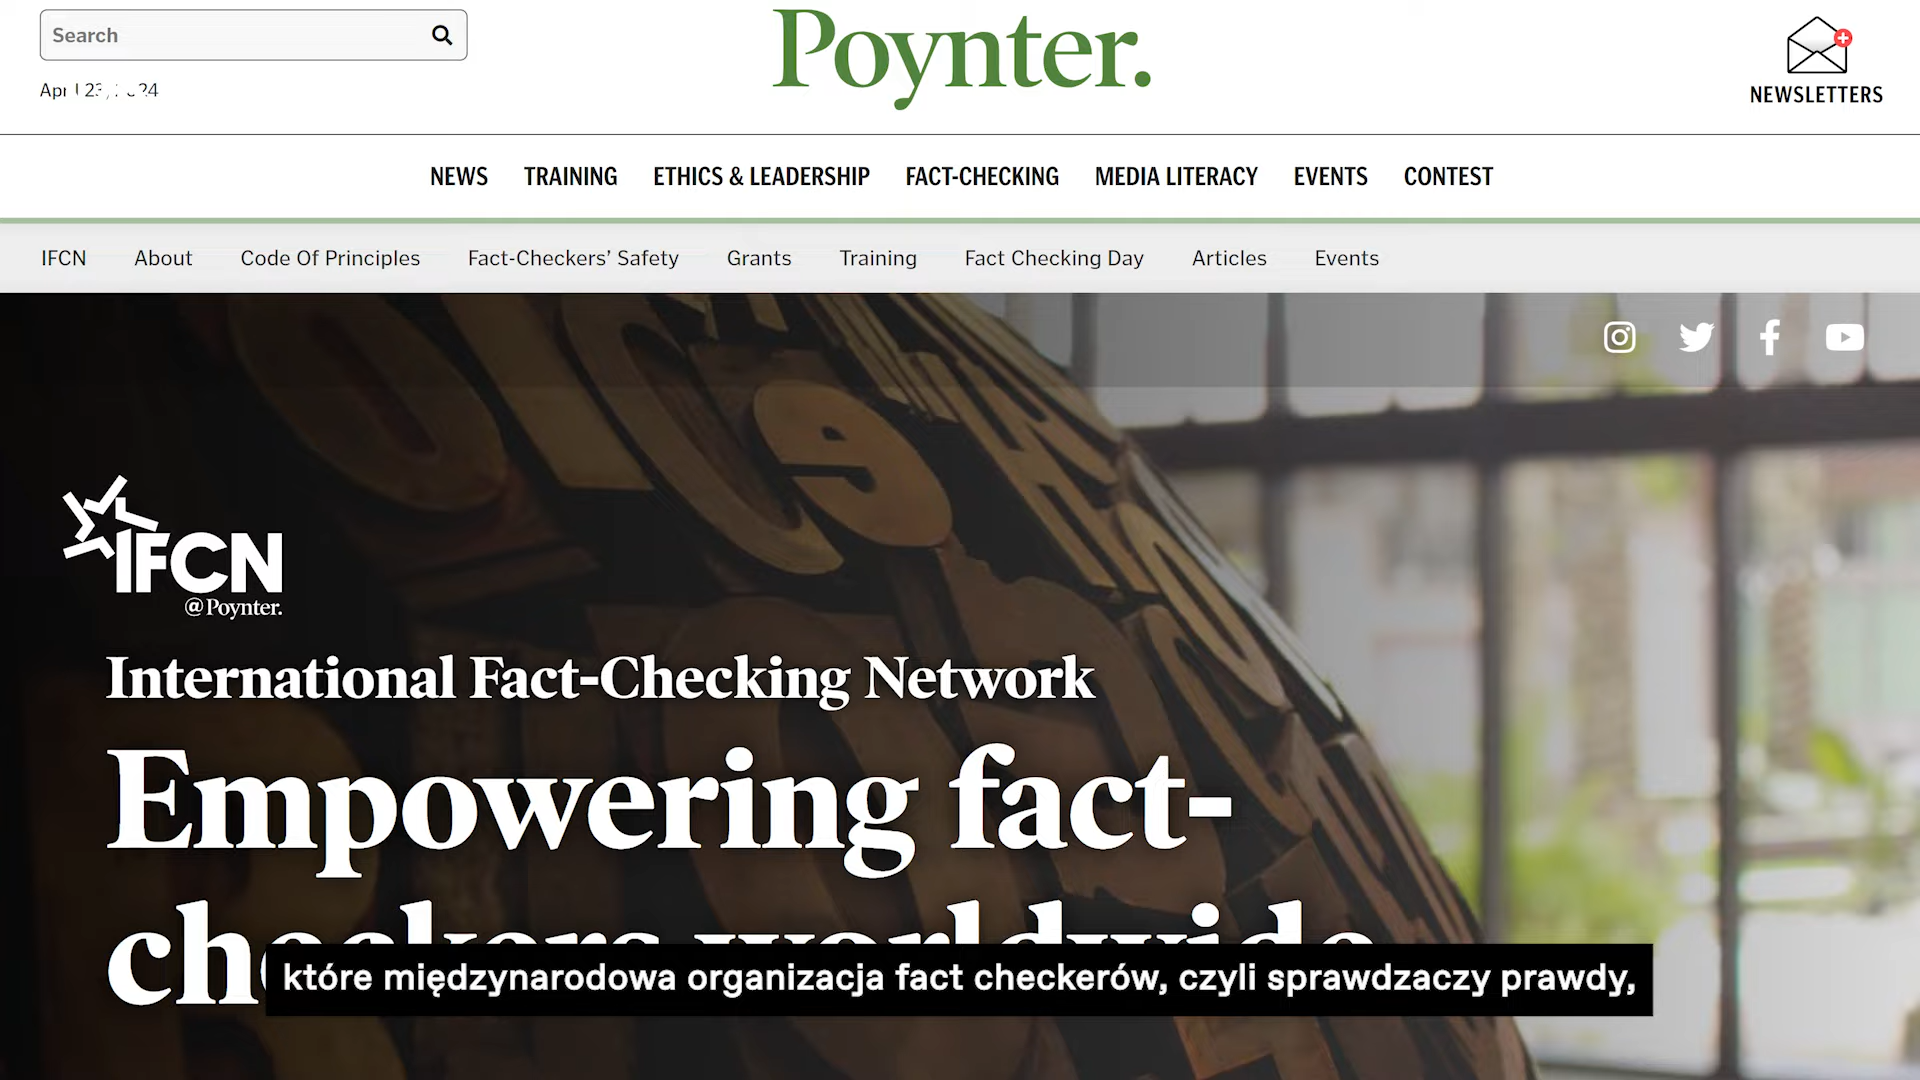 Search
Poynter.
NEWSLETTERS
NEWS TRAINING ETHICS & LEADERSHIP FACT-CHECKING MEDIA LITERACY EVENTS CONTEST
IFCN About Code Of Principles Fact-Checkers’ Safety Grants Training Fact Checking Day Articles Events
IFCN
@Poynter.
International Fact-Checking Network
Empowering fact-
które międzynarodowa organizacja fact checkerów, czyli sprawdzaczy prawdy,